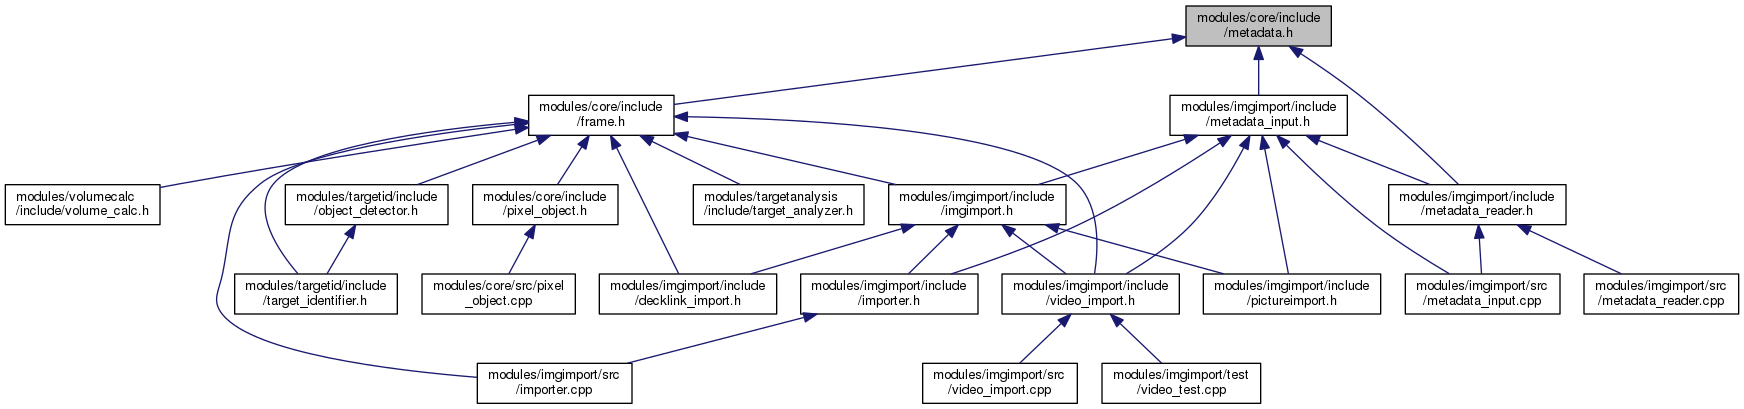 modules/core/include
/metadata.h
modules/core/include
/frame.h
modules/imgimport/include
/metadata_input.h
modules/volumecalc
/include/volume_calc.h
modules/targetid/include
/object_detector.h
modules/core/include
/pixel_object.h
modules/targetanalysis
/include/target_analyzer.h
modules/imgimport/include
/imgimport.h
modules/imgimport/include
/metadata_reader.h
modules/targetid/include
/target_identifier.h
modules/core/src/pixel
_object.cpp
modules/imgimport/include
/decklink_import.h
modules/imgimport/include
/importer.h
modules/imgimport/include
/video_import.h
modules/imgimport/include
/pictureimport.h
modules/imgimport/src
/metadata_input.cpp
modules/imgimport/src
/metadata_reader.cpp
modules/imgimport/src
/importer.cpp
modules/imgimport/src
/video_import.cpp
modules/imgimport/test
/video_test.cpp